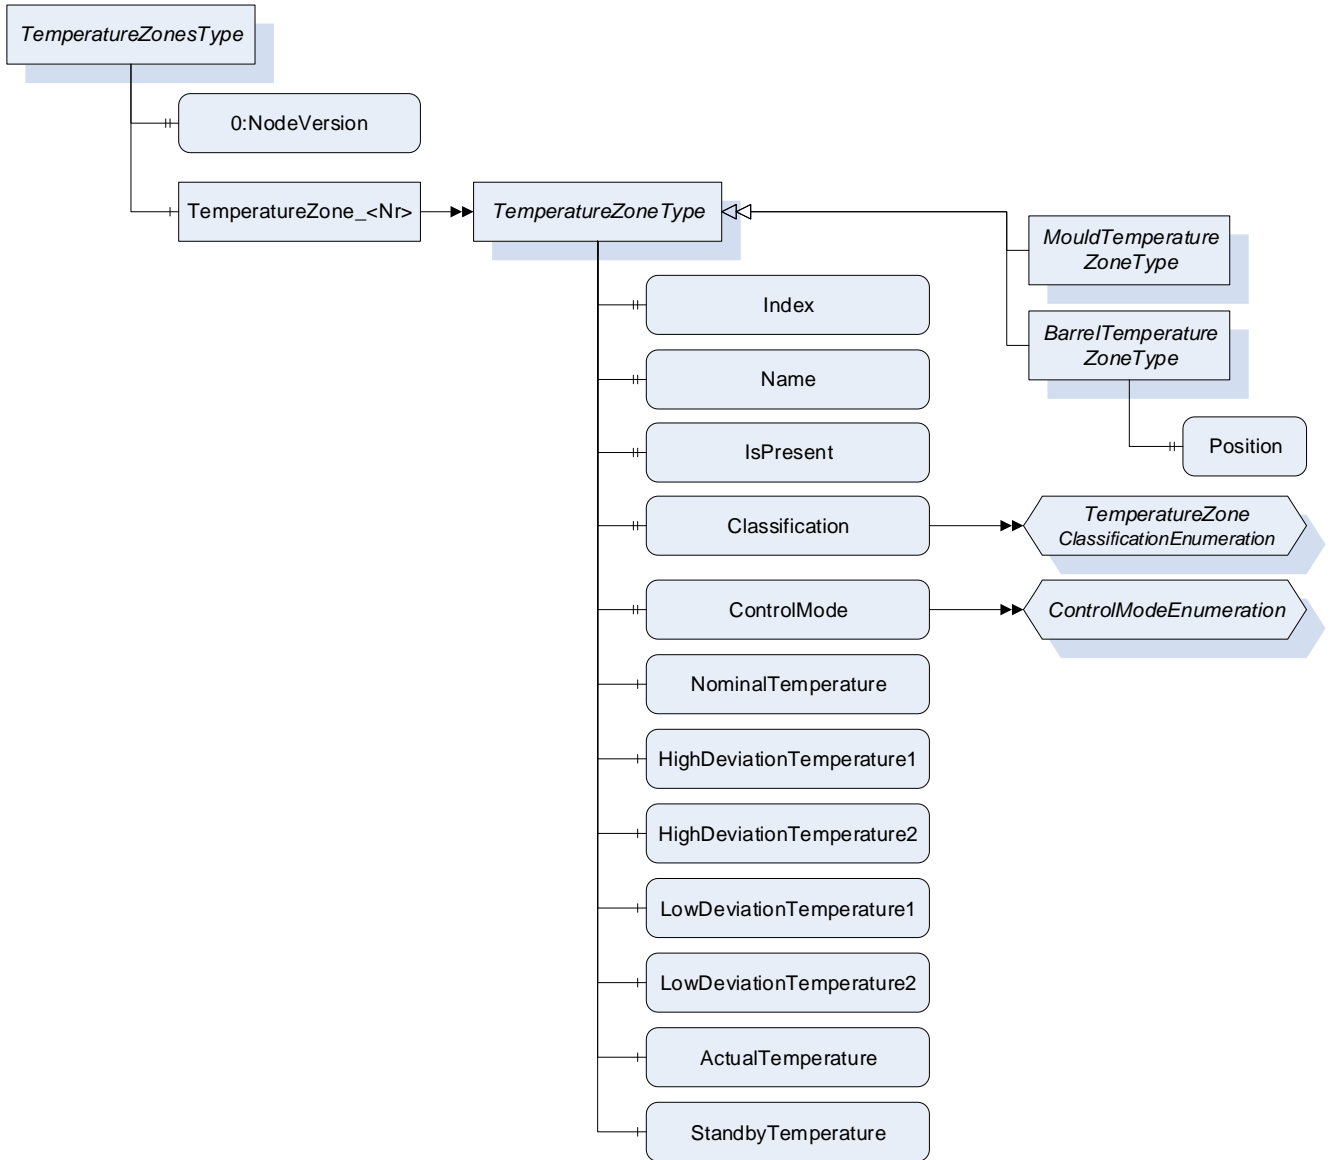 TemperatureZonesType
0:NodeVersion
TemperatureZone_<Nr>
TemperatureZoneType
MouldTemperature
ZoneType
BarrelTemperature
ZoneType
Position
Index
Name
IsPresent
Classification
TemperatureZone
ClassificationEnumeration
ControlMode
ControlModeEnumeration
NominalTemperature
HighDeviationTemperature1
HighDeviationTemperature2
LowDeviationTemperature1
LowDeviationTemperature2
ActualTemperature
StandbyTemperature